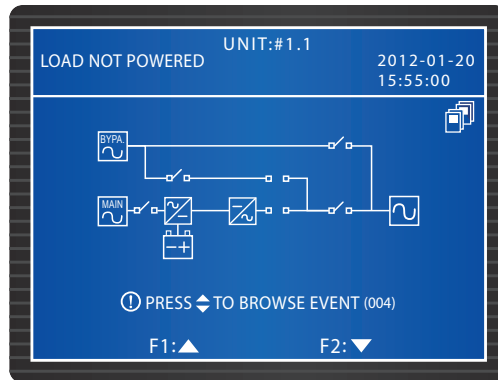 UNIT:#1.1
LOAD NOT POWERED
2012-01-20
15:55:00
BYPA.
MAIN
PRESS TO BROWSE EVENT (004)
F1: F2: